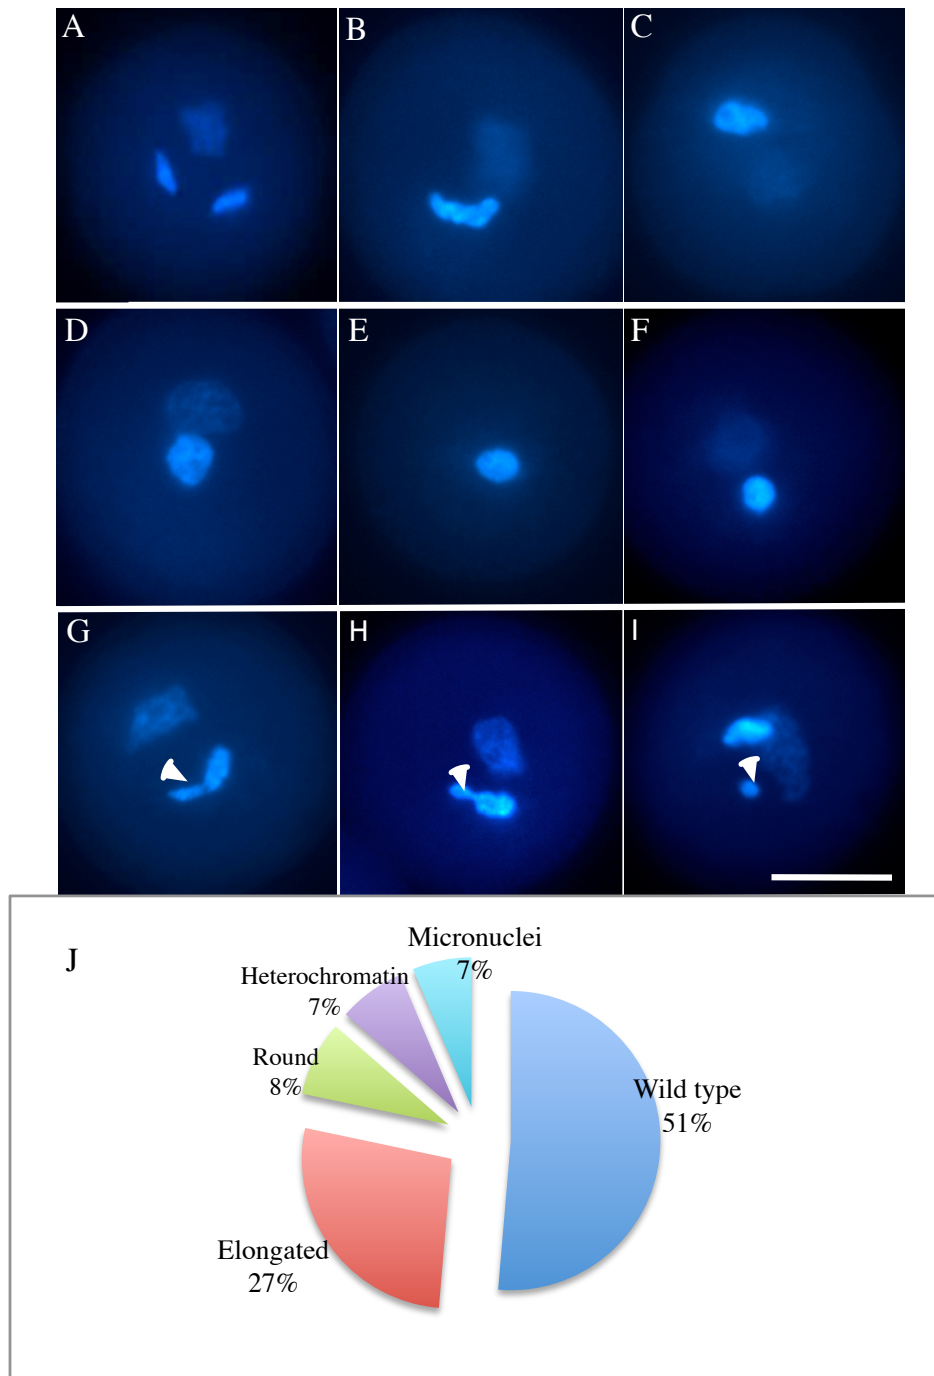 A
B
C
D
E
F
G
H
I
J
Micronuclei
7%
Heterochromatin
7%
Round
8%
Wild type
51%
Elongated
27%